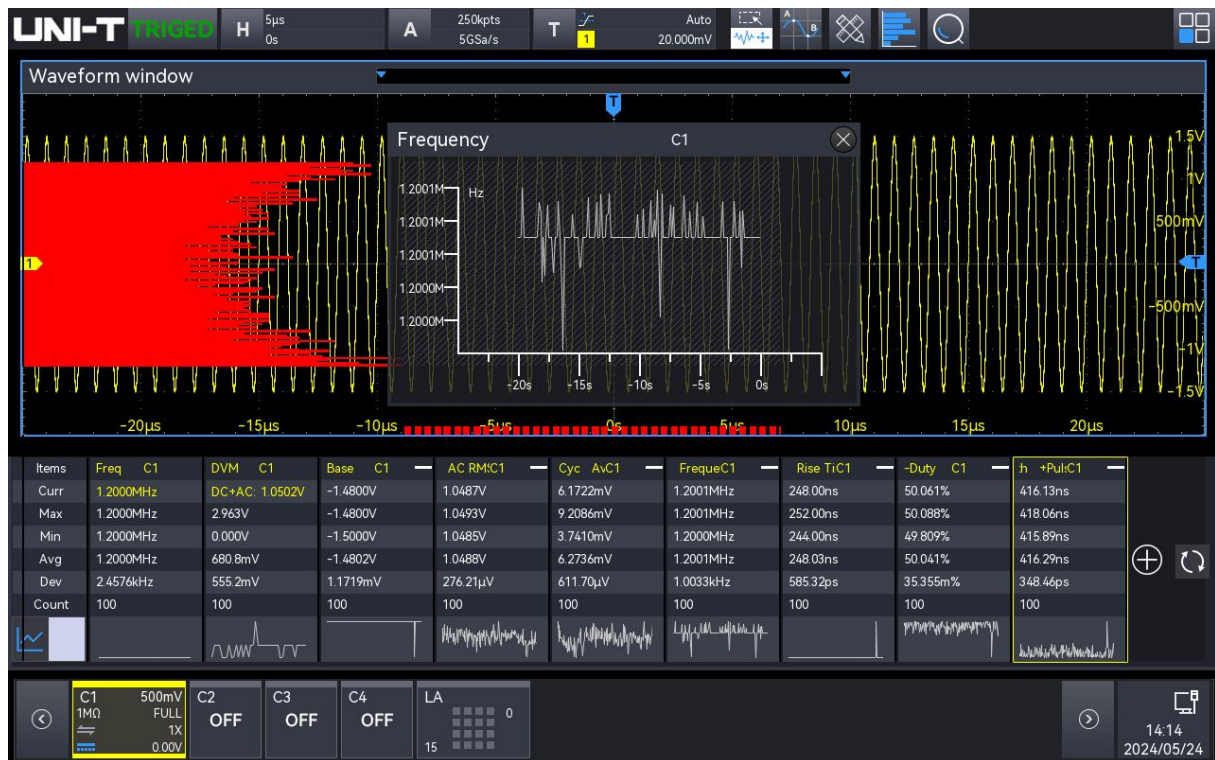 UNI-T TRIGED H 5µs 0s A 250kpts 5GSa/s T 1 Auto 20.000mV A B
Waveform window
T
Frequency C1
1.5V
1V
500mV
T
-500mV
-1V
-1.5V
1
1.2001M Hz
1.2001M
1.2001M
1.2000M
1.2000M
-20s -15s -10s -5s 0s
-20µs -15µs -10µs -5µs 0s 5µs 10µs 15µs 20µs
Items Freq C1 DVM C1 Base C1 AC RM!C1 Cyc AvC1 FrequeC1 Rise TiC1 -Duty C1 :h +Pul:C1
Curr 1.2000MHz DC+AC: 1.0502V -1.4800V 1.0487V 6.1722mV 1.2001MHz 248.00ns 50.061% 416.13ns
Max 1.2000MHz 2.963V -1.4800V 1.0493V 9.2086mV 1.2001MHz 252.00ns 50.088% 418.06ns
Min 1.2000MHz 0.000V -1.5000V 1.0485V 3.7410mV 1.2000MHz 244.00ns 49.809% 415.89ns
Avg 1.2000MHz 680.8mV -1.4802V 1.0488V 6.2736mV 1.2001MHz 248.03ns 50.041% 416.29ns
Dev 2.4576kHz 555.2mV 1.1719mV 276.21µV 611.70µV 1.0033kHz 585.32ps 35.355m% 348.46ps
Count 100 100 100 100 100 100 100 100 100
C1 500mV
1MΩ FULL
1X
0.00V
C2
OFF
C3
OFF
C4
OFF
LA
0
15
14:14
2024/05/24